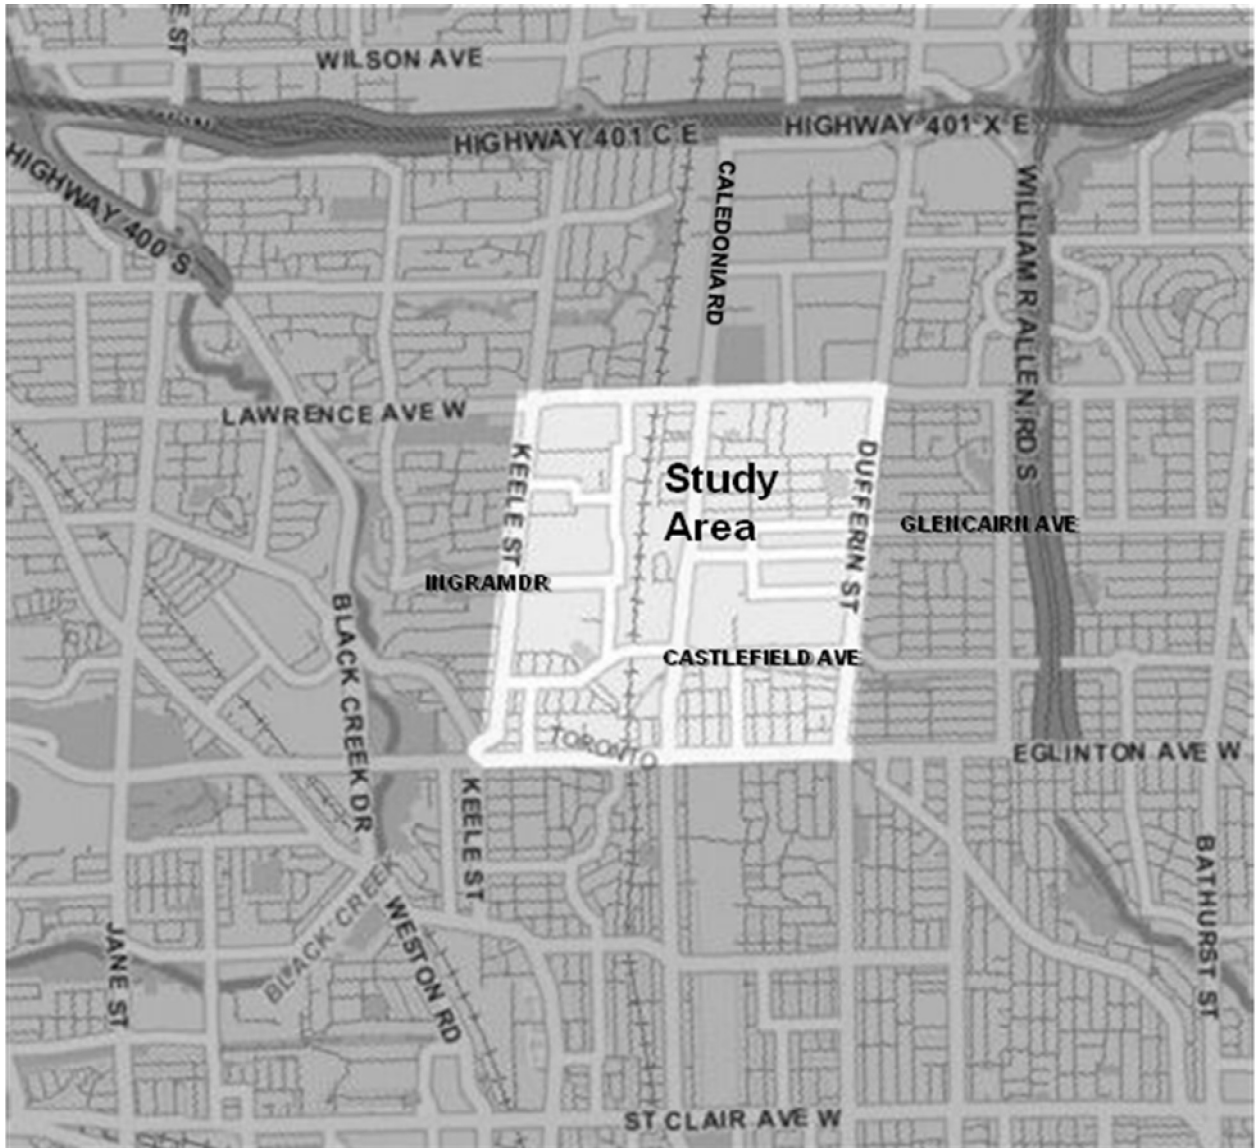 E ST
WILSON AVE
HIGHWAY 401 C E
HIGHWAY 401 X E
HIGHWAY 400 S
CALEDONIA RD
WILLIAM R ALLEN RD S
LAWRENCE AVE W
KEELE ST
Study
Area
DUFFERIN ST
GLENCAIRN AVE
INGRAM DR
BLACK CREEK DR
CASTLEFIELD AVE
TORONTO
EGLINTON AVE W
KEELE ST
BATHURST ST
BLACK CREEK
WESTON RD
JANE ST
ST CLAIR AVE W